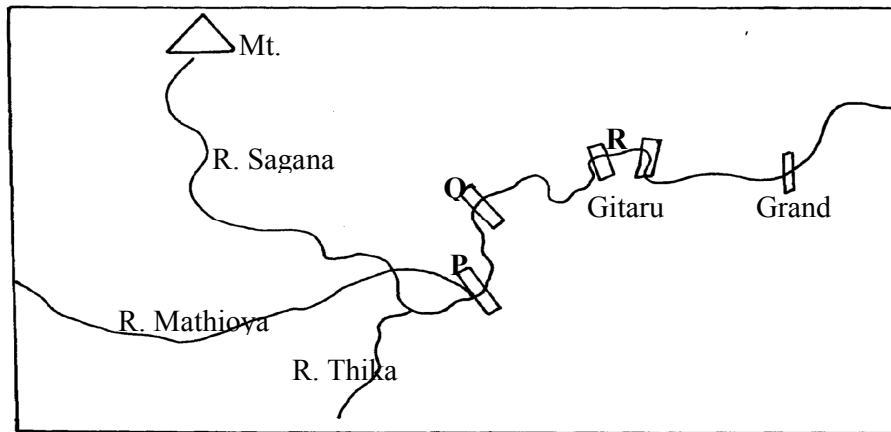 Mt.
R
R. Sagana
Q
Gitaru
Grand
P
R. Mathioya
R. Thika